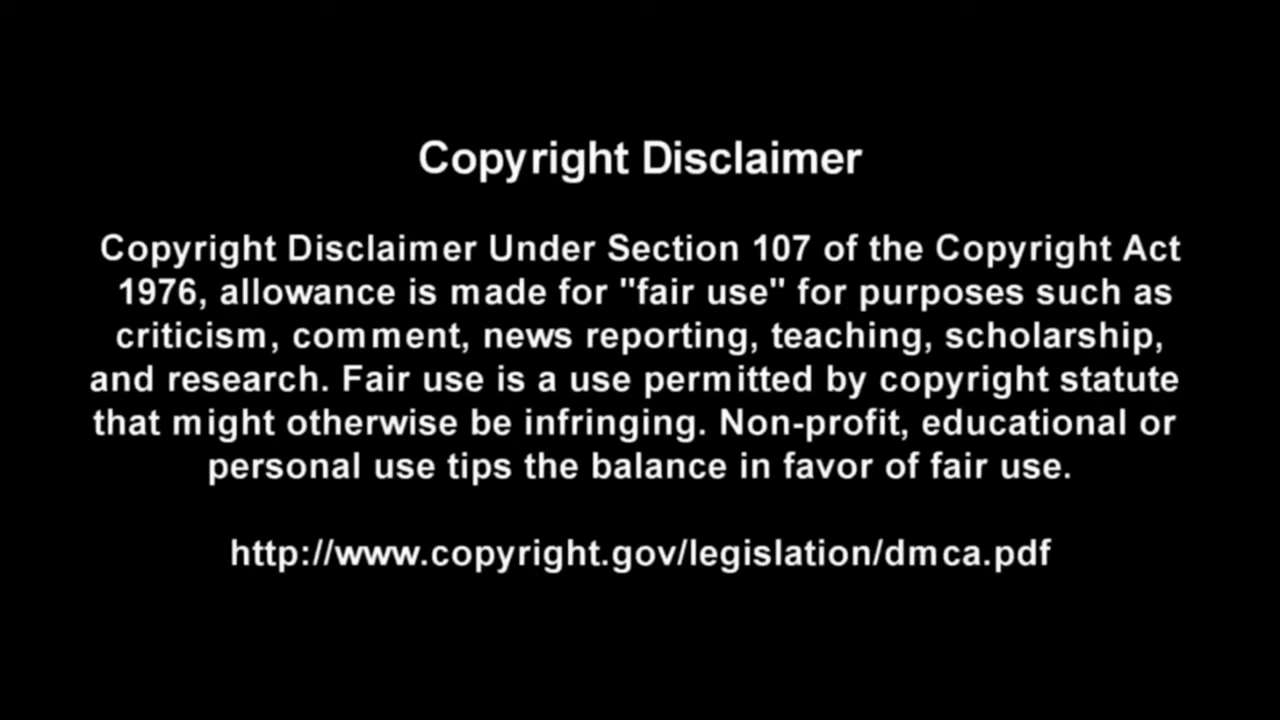 Copyright Disclaimer
Copyright Disclaimer Under Section 107 of the Copyright Act
1976, allowance is made for "fair use" for purposes such as
criticism, comment, news reporting, teaching, scholarship,
and research. Fair use is a use permitted by copyright statute
that might otherwise be infringing. Non-profit, educational or
personal use tips the balance in favor of fair use.
http://www.copyright.gov/legislation/dmca.pdf